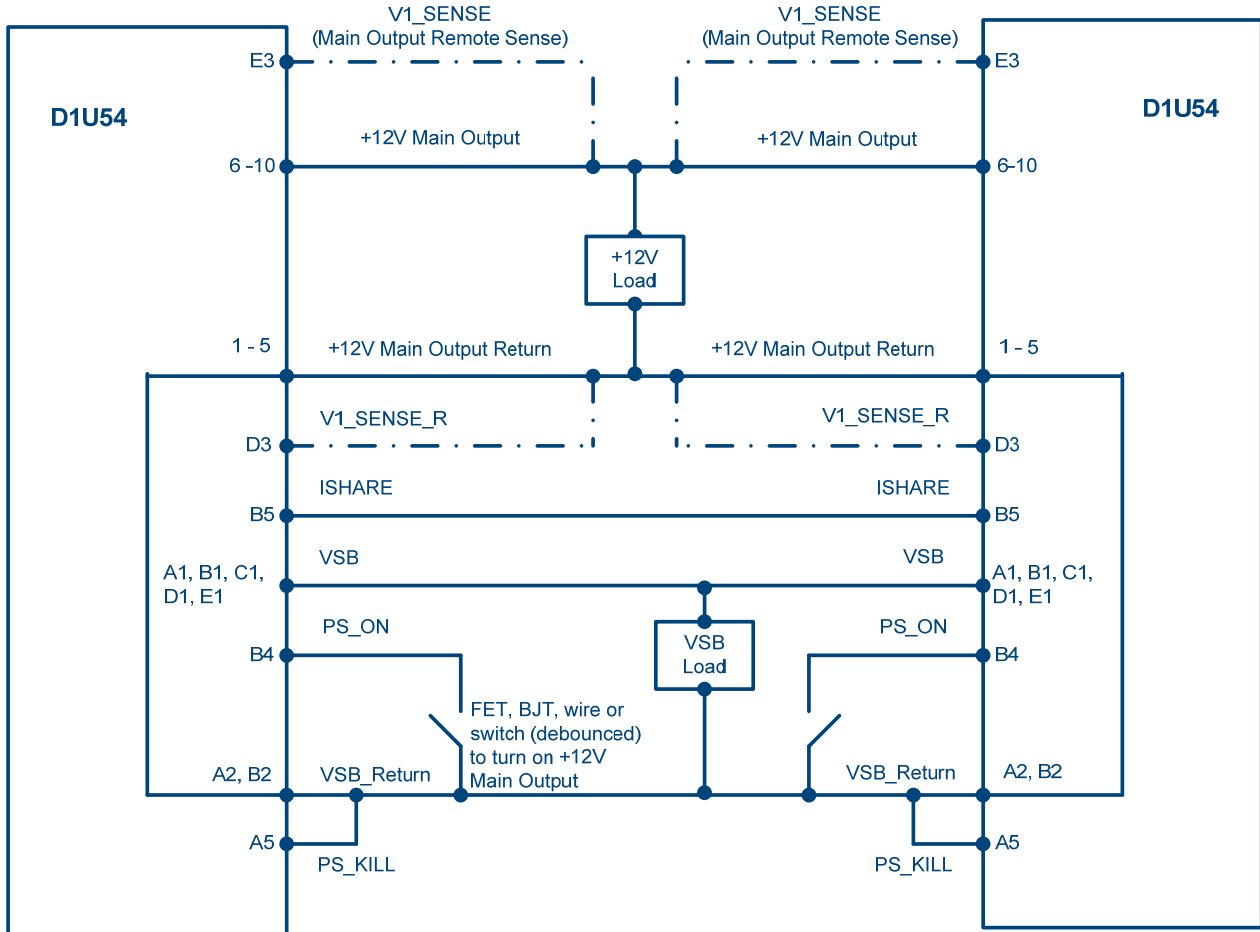 V1_SENSE
(Main Output Remote Sense)
V1_SENSE
(Main Output Remote Sense)
E3
E3
D1U54
D1U54
+12V Main Output
+12V Main Output
6 -10
6-10
+12V
Load
1 - 5
+12V Main Output Return
+12V Main Output Return
1 - 5
V1_SENSE_R
V1_SENSE_R
D3
D3
ISHARE
ISHARE
B5
B5
VSB
VSB
A1, B1, C1,
D1, E1
A1, B1, C1,
D1, E1
PS_ON
PS_ON
B4
B4
VSB
Load
FET, BJT, wire or
switch (debounced)
to turn on +12V
Main Output
A2, B2
VSB_Return
VSB_Return
A2, B2
A5
A5
PS_KILL
PS_KILL